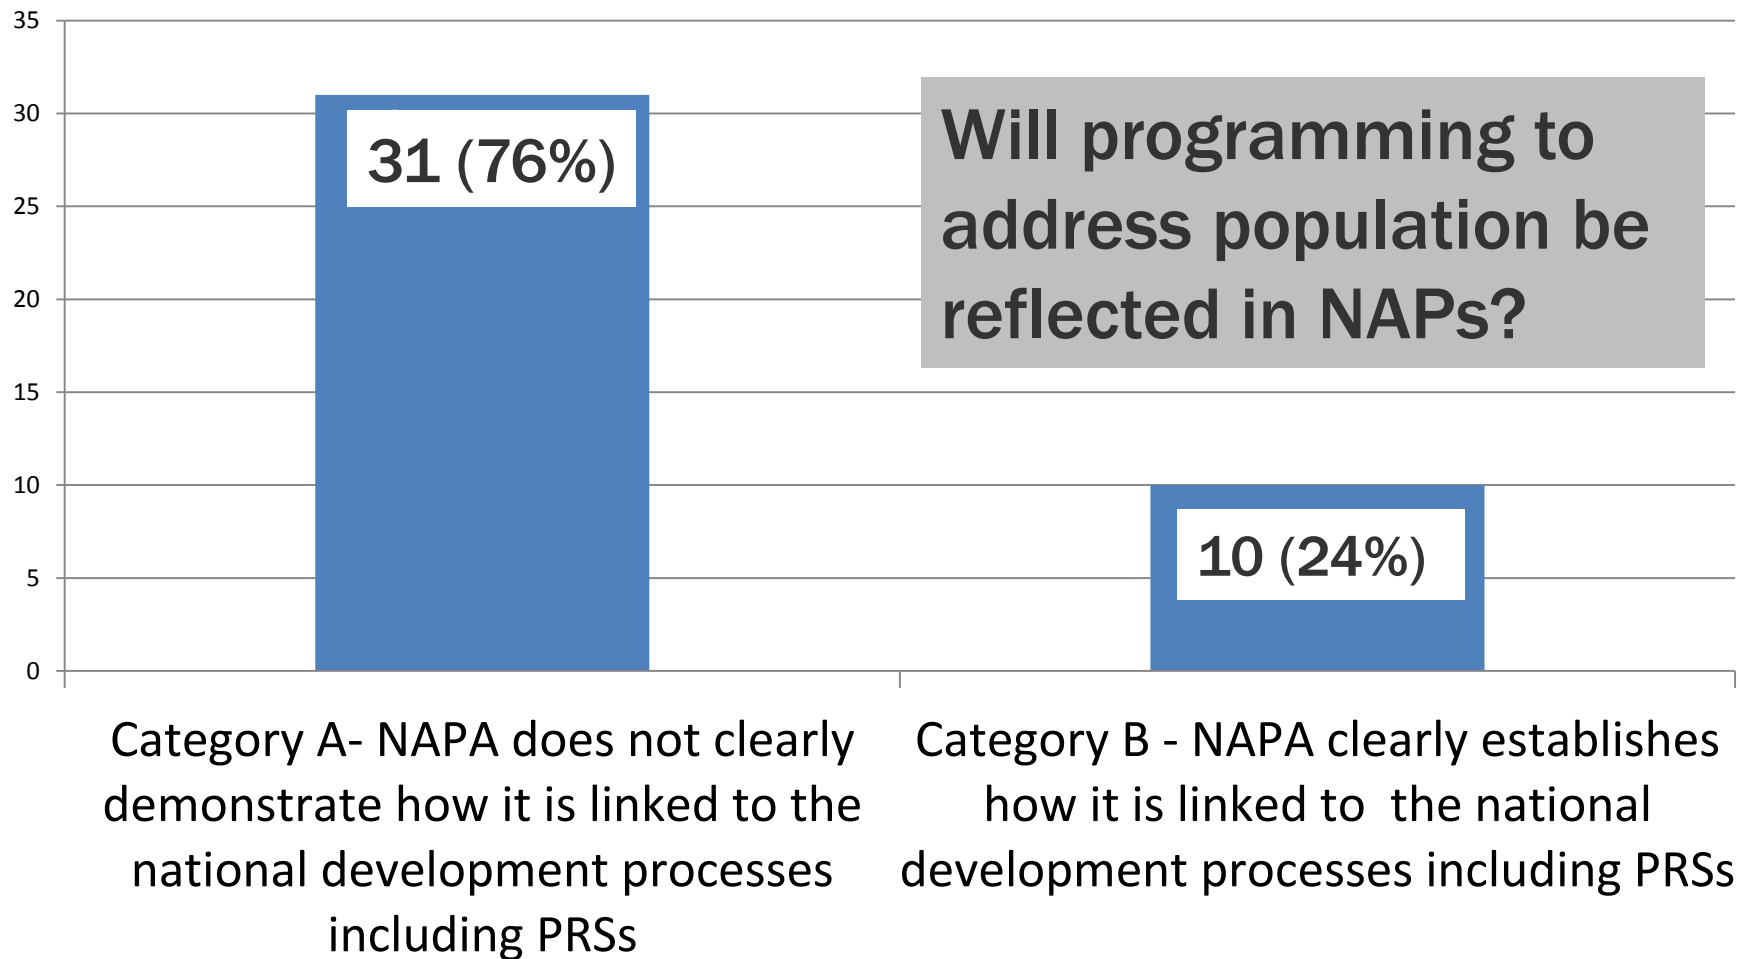 35
30
25
20
15
10
5
0
31 (76%)
Will programming to
address population be
reflected in NAPs?
10 (24%)
Category A- NAPA does not clearly
demonstrate how it is linked to the
national development processes
including PRSs
Category B - NAPA clearly establishes
how it is linked to  the national
development processes including PRSs